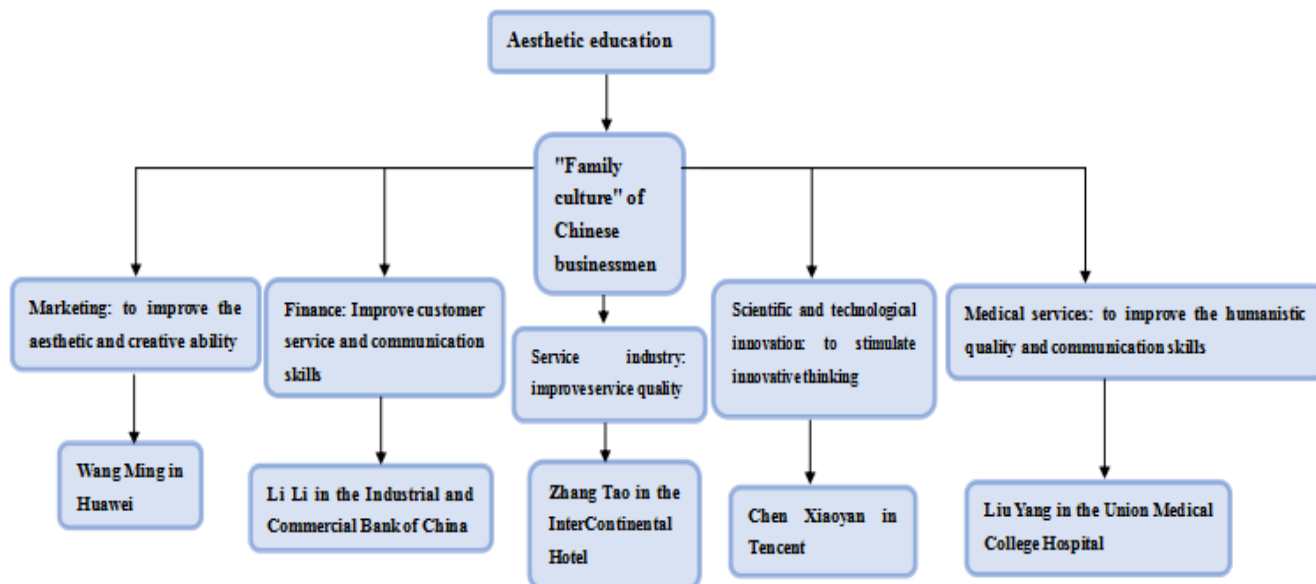 Aesthetic education
"Family
culture" of
Chinese
businessmen
Marketing: to improve the
aesthetic and creative ability
Finance: Improve customer
service and communication
skills
Service industry:
improve service quality
Scientific and technological
innovation: to stimulate
innovative thinking
Medical services: to improve the humanistic
quality and communication skills
Wang Ming in
Huawei
Li Li in the Industrial and
Commercial Bank of China
Zhang Tao in the
InterContinental
Hotel
Chen Xiaoyan in
Tencent
Liu Yang in the Union Medical
College Hospital